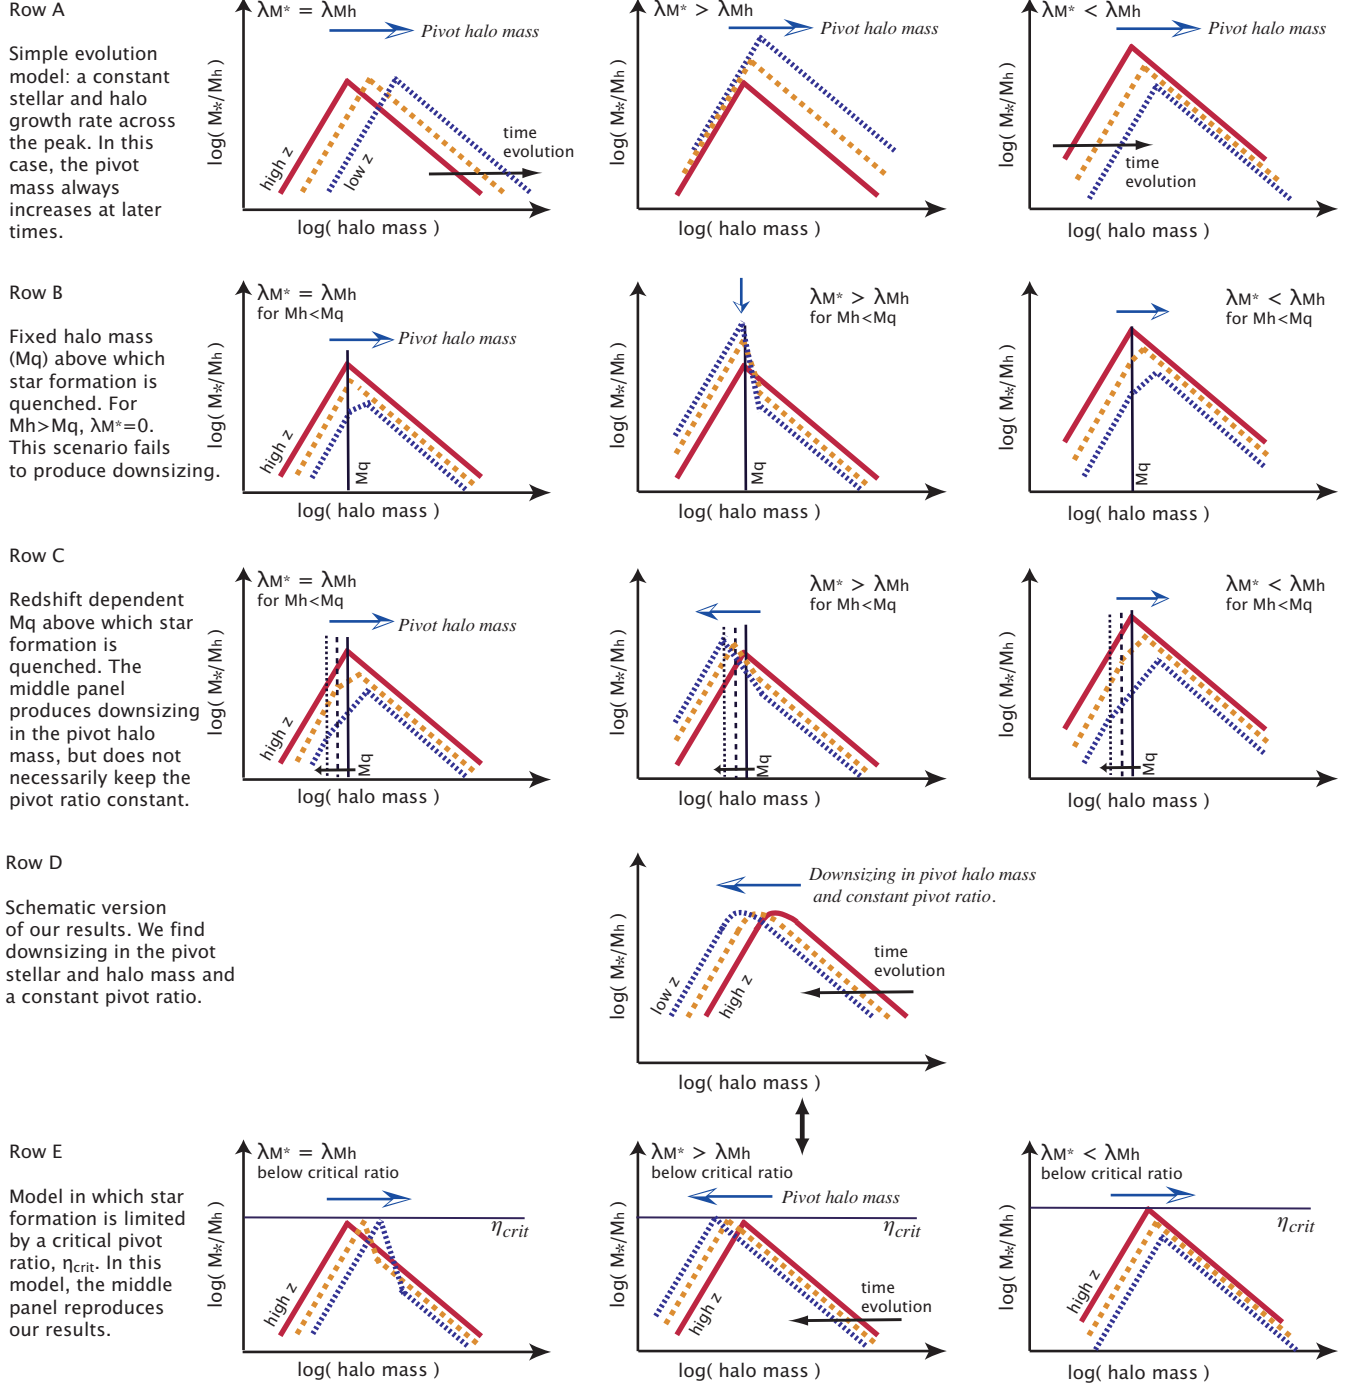 Row A
Simple evolution
model: a constant
stellar and halo
growth rate across
the peak. In this
case, the pivot
mass always
increases at later
times.
λM* = λMh
Pivot halo mass
log( M*/Mh)
high z
low z
time
evolution
log( halo mass )
λM* > λMh
Pivot halo mass
log( M*/Mh)
log( halo mass )
λM* < λMh
Pivot halo mass
log( M*/Mh)
time
evolution
log( halo mass )
Row B
Fixed halo mass
(Mq) above which
star formation is
quenched. For
Mh>Mq, λM*=0.
This scenario fails
to produce downsizing.
λM* = λMh
for Mh<Mq
Pivot halo mass
log( M*/Mh)
high z
Mq
log( halo mass )
λM* > λMh
for Mh<Mq
log( M*/Mh)
Mq
log( halo mass )
λM* < λMh
for Mh<Mq
log( M*/Mh)
Mq
log( halo mass )
Row C
Redshift dependent
Mq above which star
formation is
quenched. The
middle panel
produces downsizing
in the pivot halo
mass, but does not
necessarily keep the
pivot ratio constant.
λM* = λMh
for Mh<Mq
Pivot halo mass
log( M*/Mh)
high z
Mq
log( halo mass )
λM* > λMh
for Mh<Mq
log( M*/Mh)
Mq
log( halo mass )
λM* < λMh
for Mh<Mq
log( M*/Mh)
Mq
log( halo mass )
Row D
Schematic version
of our results. We find
downsizing in the pivot
stellar and halo mass and
a constant pivot ratio.
Downsizing in pivot halo mass
and constant pivot ratio.
log( M*/Mh)
low z
high z
time
evolution
log( halo mass )
Row E
Model in which star
formation is limited
by a critical pivot
ratio, ηcrit. In this
model, the middle
panel reproduces
our results.
λM* = λMh
below critical ratio
ηcrit
log( M*/Mh)
high z
log( halo mass )
λM* > λMh
below critical ratio
Pivot halo mass
ηcrit
log( M*/Mh)
high z
time
evolution
log( halo mass )
λM* < λMh
below critical ratio
ηcrit
log( M*/Mh)
high z
log( halo mass )